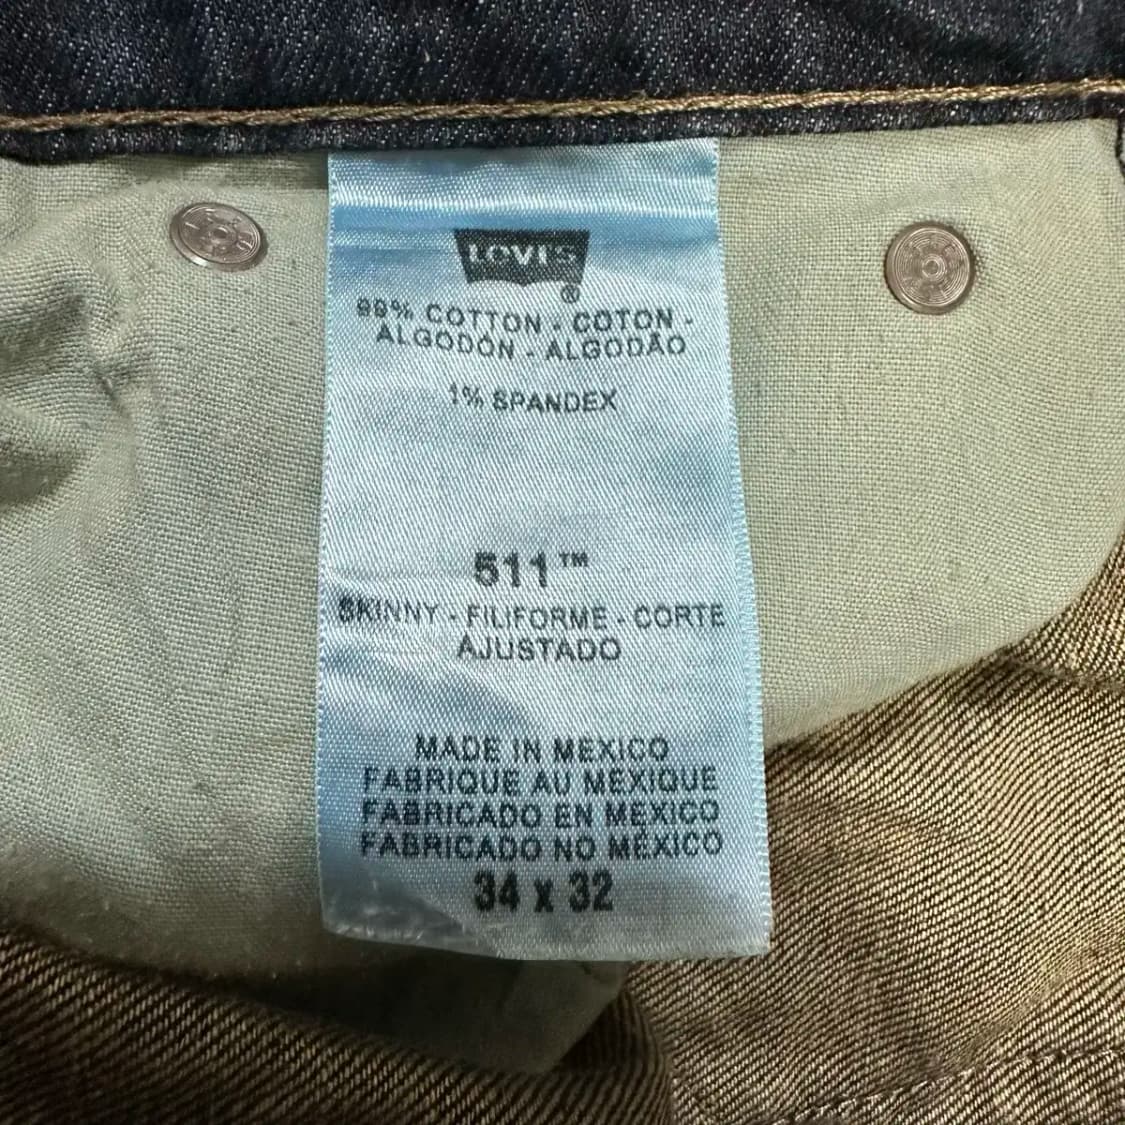 Levi's
®
99% COTTON - COTON -
ALGODÓN - ALGODÃO
1% SPANDEX
511™
SKINNY - FILIFORME - CORTE
AJUSTADO
MADE IN MEXICO
FABRIQUE AU MEXIQUE
FABRICADO EN MEXICO
FABRICADO NO MÉXICO
34 x 32